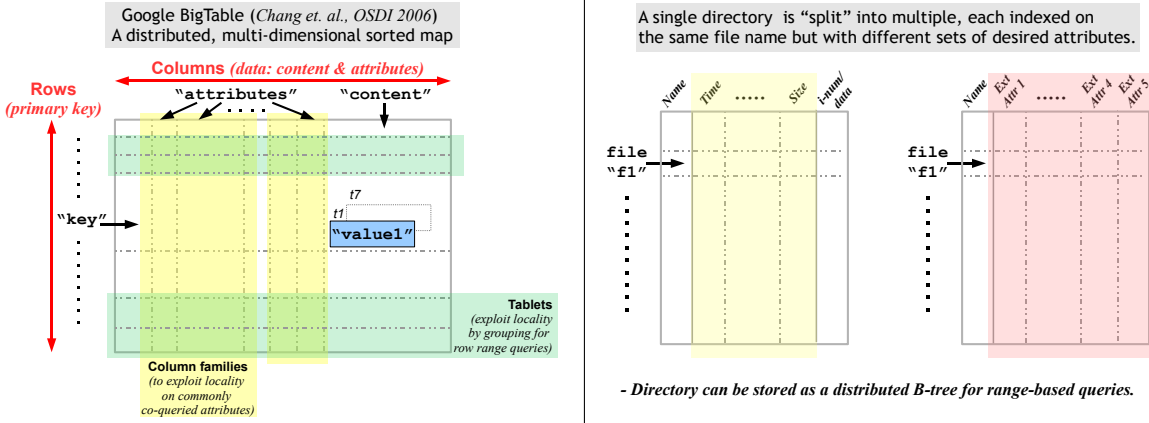 Google BigTable (Chang et. al., OSDI 2006)
A distributed, multi-dimensional sorted map
Columns (data: content & attributes)
Rows
(primary key)
“attributes”
“content”
“key”
t7
t1
“value1”
Tablets
(exploit locality
by grouping for
row range queries)
Column families
(to exploit locality
on commonly
co-queried attributes)
A single directory is “split” into multiple, each indexed on
the same file name but with different sets of desired attributes.
Name
Time
.....
Size
i-num/
data
file
“f1”
Name
Ext
Attr 1
.....
Ext
Attr 4
Ext
Attr 5
file
“f1”
- Directory can be stored as a distributed B-tree for range-based queries.